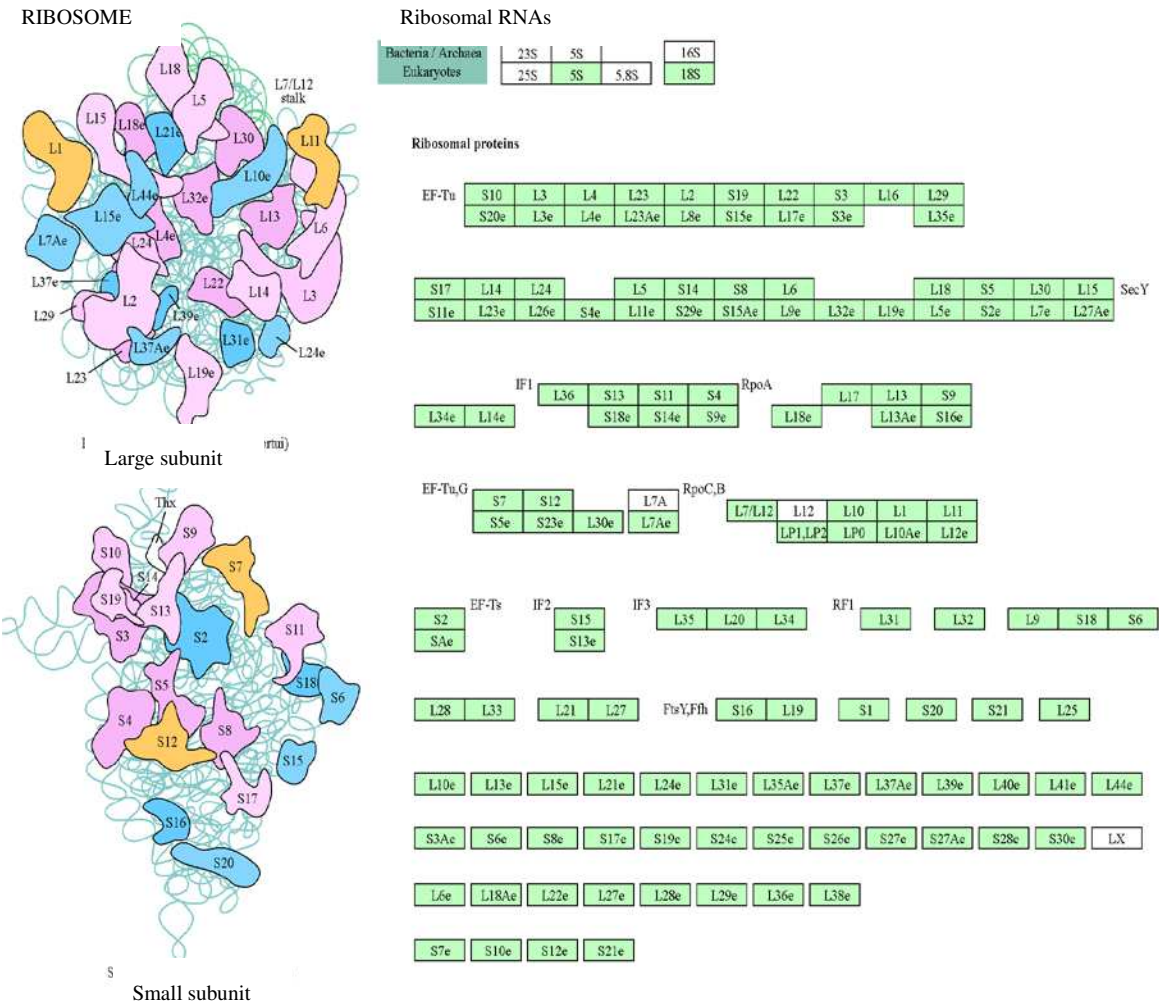 RIBOSOME
Ribosomal RNAs
L18
L5
L7/L12
stalk
L15
L18e
L21e
L30
L1
L11
L10e
L44e
L32e
L15e
L13
L6
L7Ae
L24
L4e
L37e
L2
L22
L14
L3
L29
L39e
L37Ae
L31e
L24e
L23
L19e
Large subunit
Thx
S9
S10
S7
S14
S19
S13
S3
S2
S11
S5
S18
S6
S4
S12
S8
S15
S17
S16
S20
S
Small subunit
Bacteria / Archaea 23S 5S 16S
Eukaryotes 25S 5S 5.8S 18S
Ribosomal proteins
EF-Tu S10 L3 L4 L23 L2 S19 L22 S3 L16 L29
S20e L3e L4e L23Ae L8e S15e L17e S3e L35e
S17 L14 L24 L5 S14 S8 L6 L18 S5 L30 L15 SecY
S11e L23e L26e S4e L11e S29e S15Ae L9e L32e L19e L5e S2e L7e L27Ae
IF1 L36 S13 S11 S4 RpoA L17 L13 S9
L34e L14e S18e S14e S9e L18e L13Ae S16e
EF-Tu,G S7 S12 L7A RpoC,B L7/L12 L12 L10 L1 L11
S5e S23e L30e L7Ae LP1,LP2 LP0 L10Ae L12e
S2 EF-Ts IF2 S15 IF3 L35 L20 L34 RF1 L31 L32 L9 S18 S6
SAe S13e
L28 L33 L21 L27 FtsY,Ffh S16 L19 S1 S20 S21 L25
L10e L13e L15e L21e L24e L31e L35Ae L37e L37Ae L39e L40e L41e L44e
S3Ae S6e S8e S17e S19e S24e S25e S26e S27e S27Ae S28e S30e LX
L6e L18Ae L22e L27e L28e L29e L36e L38e
S7e S10e S12e S21e